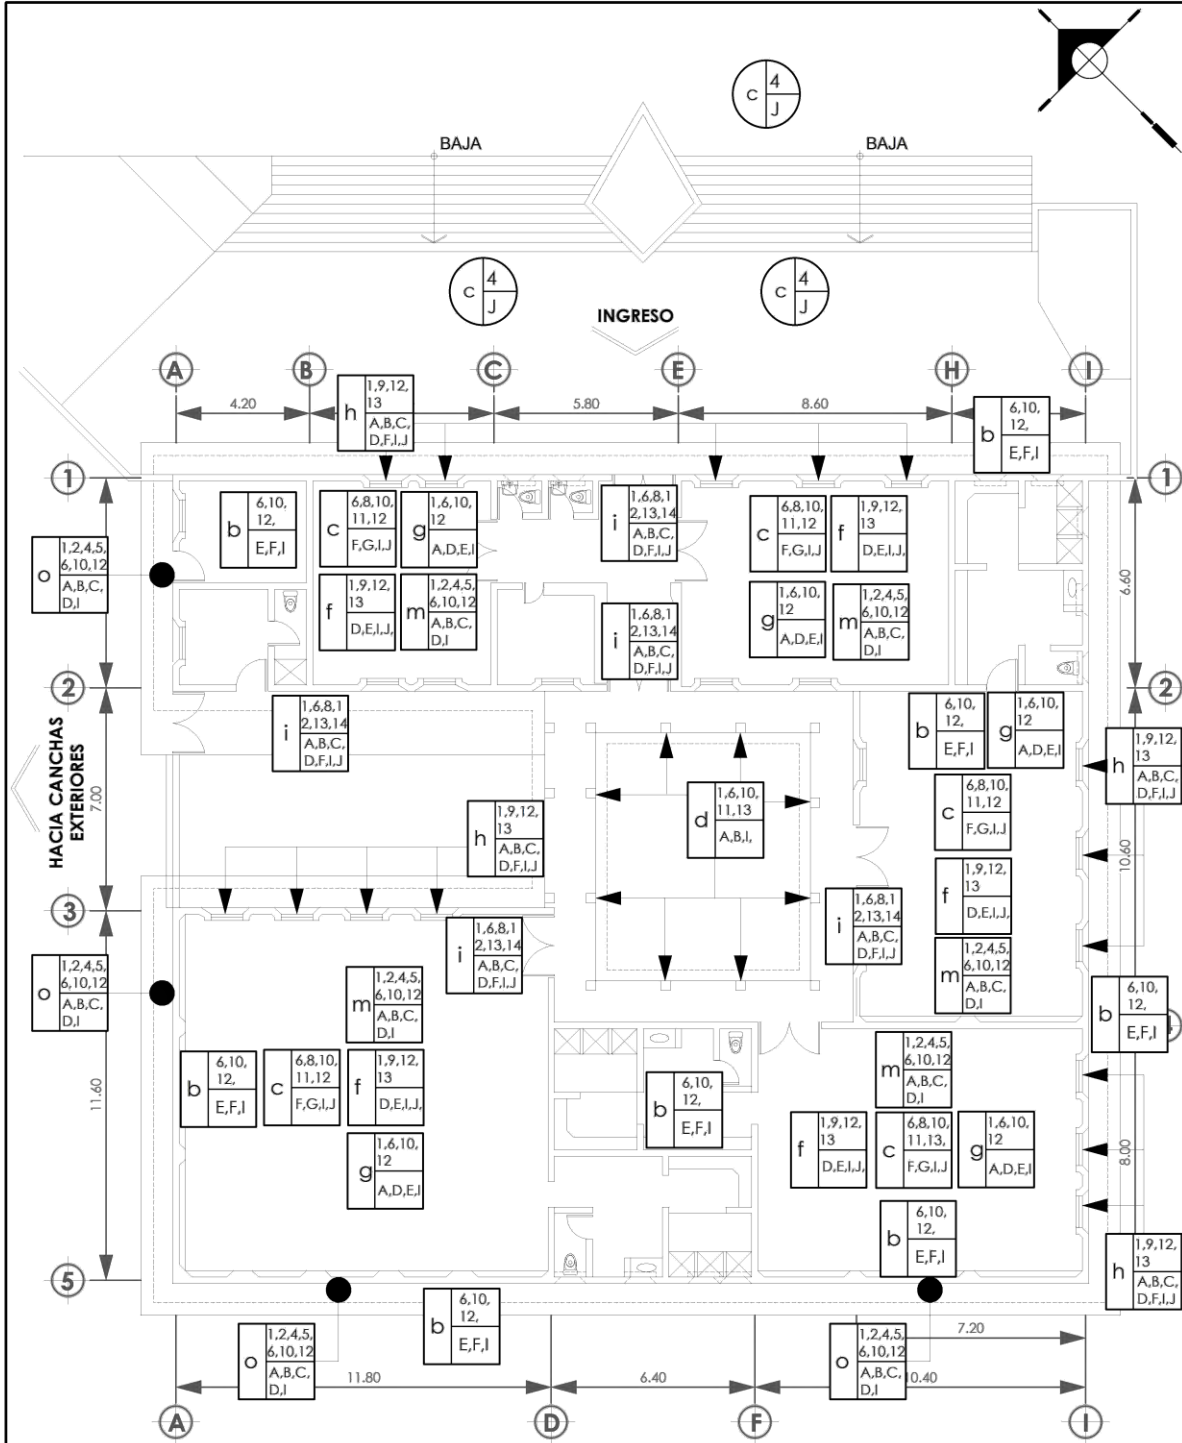 c
4
J
BAJA
BAJA
c
4
J
c
4
J
INGRESO
A
B
C
E
H
I
4.20
5.80
8.60
h
1,9,12,
13
A,B,C,
D,F,I,J
b
6,10,
12,
E,F,I
1
1
b
6,10,
12,
E,F,I
c
6,8,10,
11,12
F,G,I,J
g
1,6,10,
12
A,D,E,I
i
1,6,8,1
2,13,14
A,B,C,
D,F,I,J
c
6,8,10,
11,12
F,G,I,J
f
1,9,12,
13
D,E,I,J,
o
1,2,4,5,
6,10,12
A,B,C,
D,I
f
1,9,12,
13
D,E,I,J,
m
1,2,4,5,
6,10,12
A,B,C,
D,I
i
1,6,8,1
2,13,14
A,B,C,
D,F,I,J
g
1,6,10,
12
A,D,E,I
m
1,2,4,5,
6,10,12
A,B,C,
D,I
6.60
2
2
i
1,6,8,1
2,13,14
A,B,C,
D,F,I,J
b
6,10,
12,
E,F,I
g
1,6,10,
12
A,D,E,I
HACIA CANCHAS
EXTERIORES
7.00
h
1,9,12,
13
A,B,C,
D,F,I,J
d
1,6,10,
11,13
A,B,I,
c
6,8,10,
11,12
F,G,I,J
h
1,9,12,
13
A,B,C,
D,F,I,J
10.60
f
1,9,12,
13
D,E,I,J,
3
i
1,6,8,1
2,13,14
A,B,C,
D,F,I,J
i
1,6,8,1
2,13,14
A,B,C,
D,F,I,J
m
1,2,4,5,
6,10,12
A,B,C,
D,I
o
1,2,4,5,
6,10,12
A,B,C,
D,I
m
1,2,4,5,
6,10,12
A,B,C,
D,I
b
6,10,
12,
E,F,I
11.60
b
6,10,
12,
E,F,I
c
6,8,10,
11,12
F,G,I,J
f
1,9,12,
13
D,E,I,J,
b
6,10,
12,
E,F,I
m
1,2,4,5,
6,10,12
A,B,C,
D,I
g
1,6,10,
12
A,D,E,I
f
1,9,12,
13
D,E,I,J,
c
6,8,10,
11,13,
F,G,I,J
g
1,6,10,
12
A,D,E,I
8.00
b
6,10,
12,
E,F,I
h
1,9,12,
13
A,B,C,
D,F,I,J
5
b
6,10,
12,
E,F,I
o
1,2,4,5,
6,10,12
A,B,C,
D,I
o
1,2,4,5,
6,10,12
A,B,C,
D,I
7.20
11.80
6.40
A
D
F
I